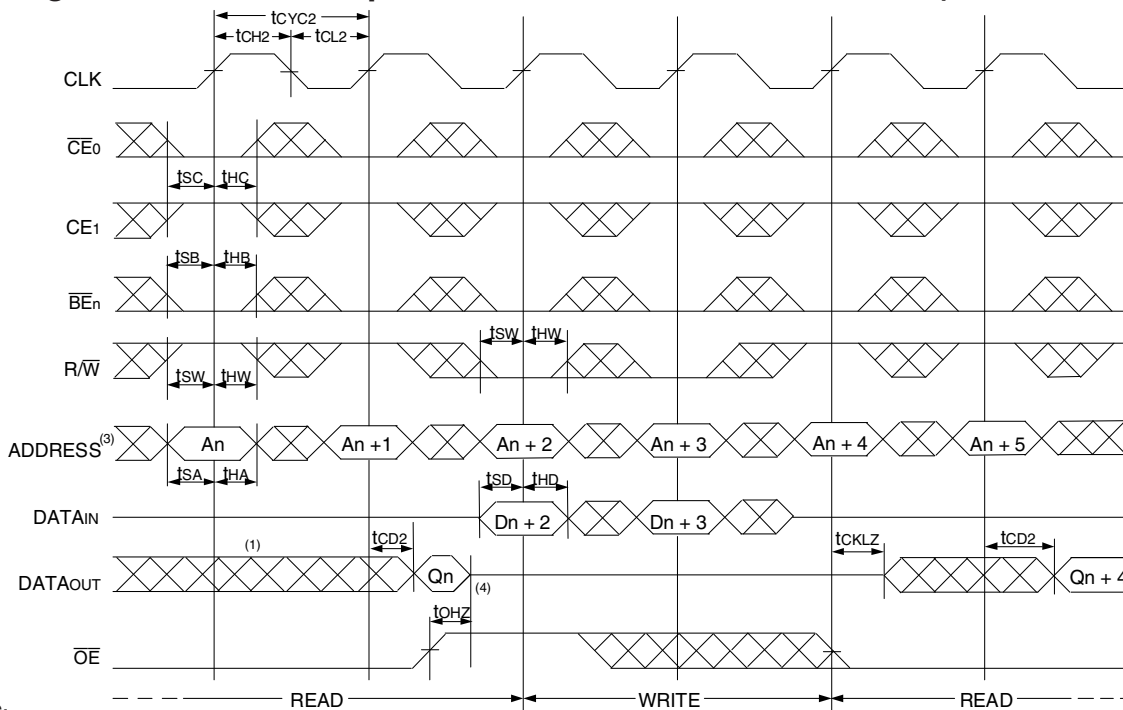 tCYC2
tCH2 tCL2
CLK
CE0
tSC tHC
CE1
tSB tHB
BEn
tSW tHW
R/W
tSW tHW
ADDRESS(3) An An +1 An + 2 An + 3 An + 4 An + 5
tSA tHA
tSD tHD
DATAIN Dn + 2 Dn + 3
tCD2 tCKLZ tCD2
(1)
DATAOUT Qn Qn + 4
(4)
tOHZ
OE
READ WRITE READ